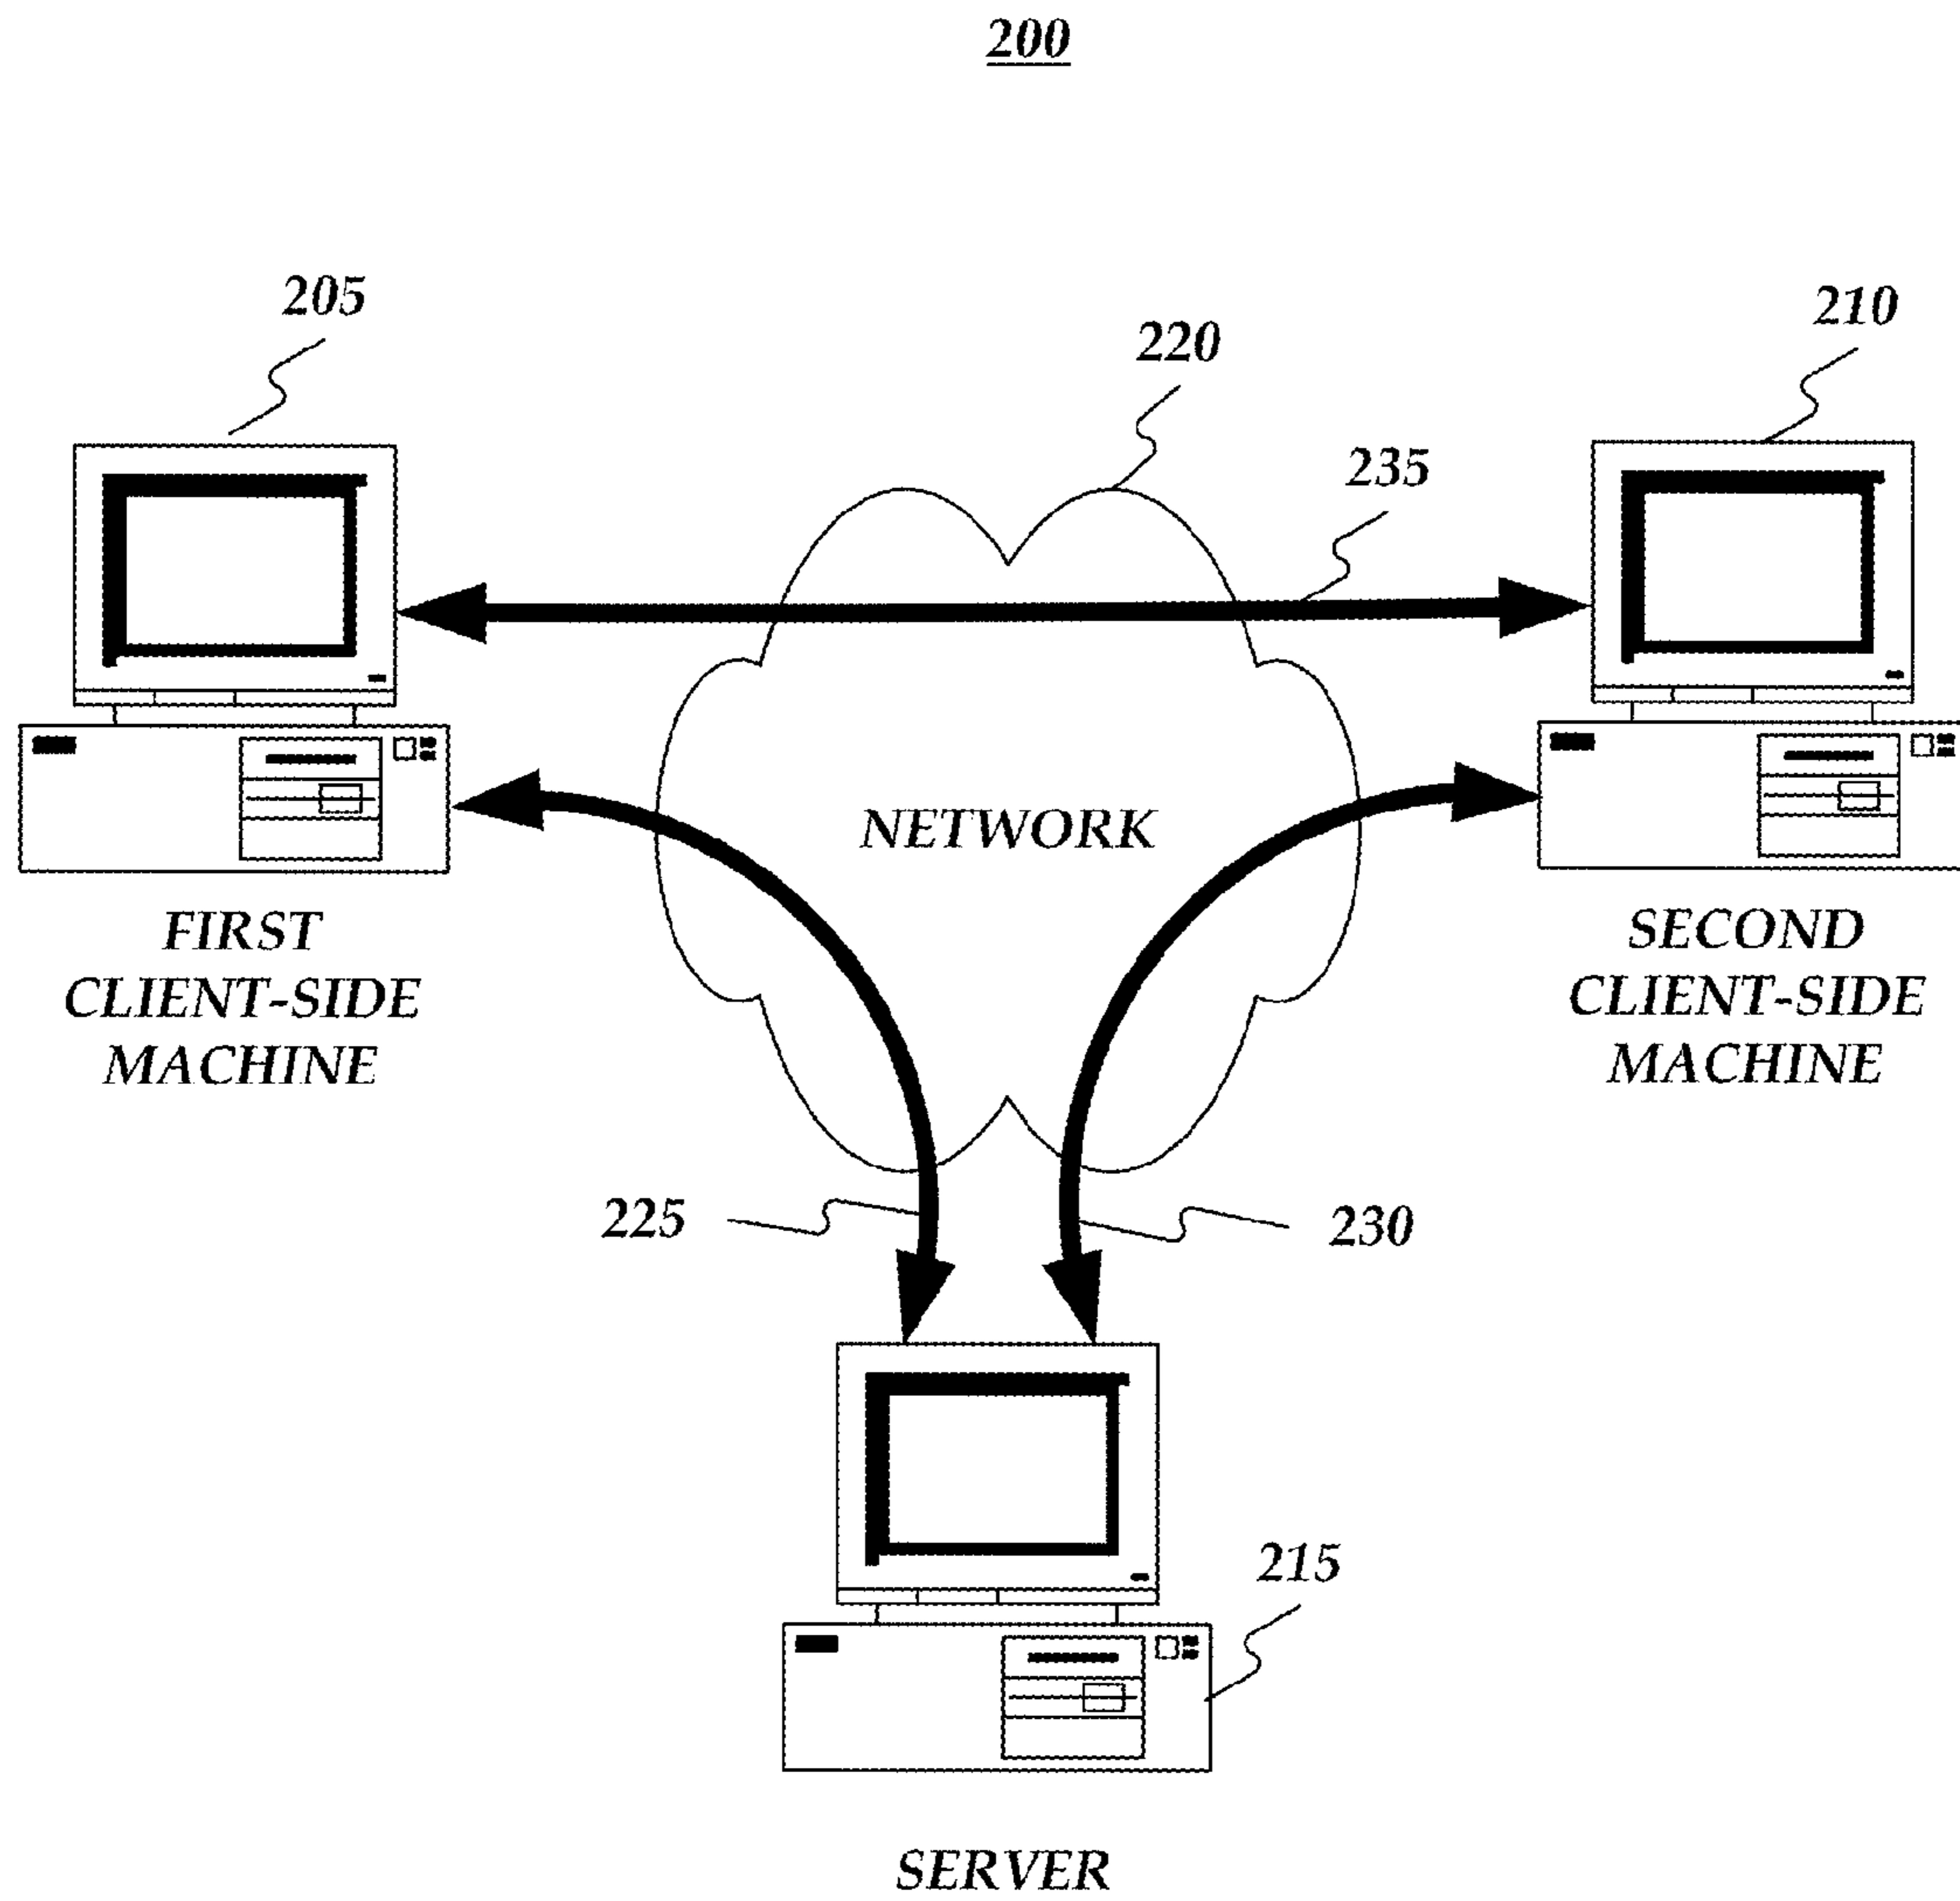 200
205
210
220
235
NETWORK
FIRST
CLIENT-SIDE
MACHINE
SECOND
CLIENT-SIDE
MACHINE
225
230
215
SERVER